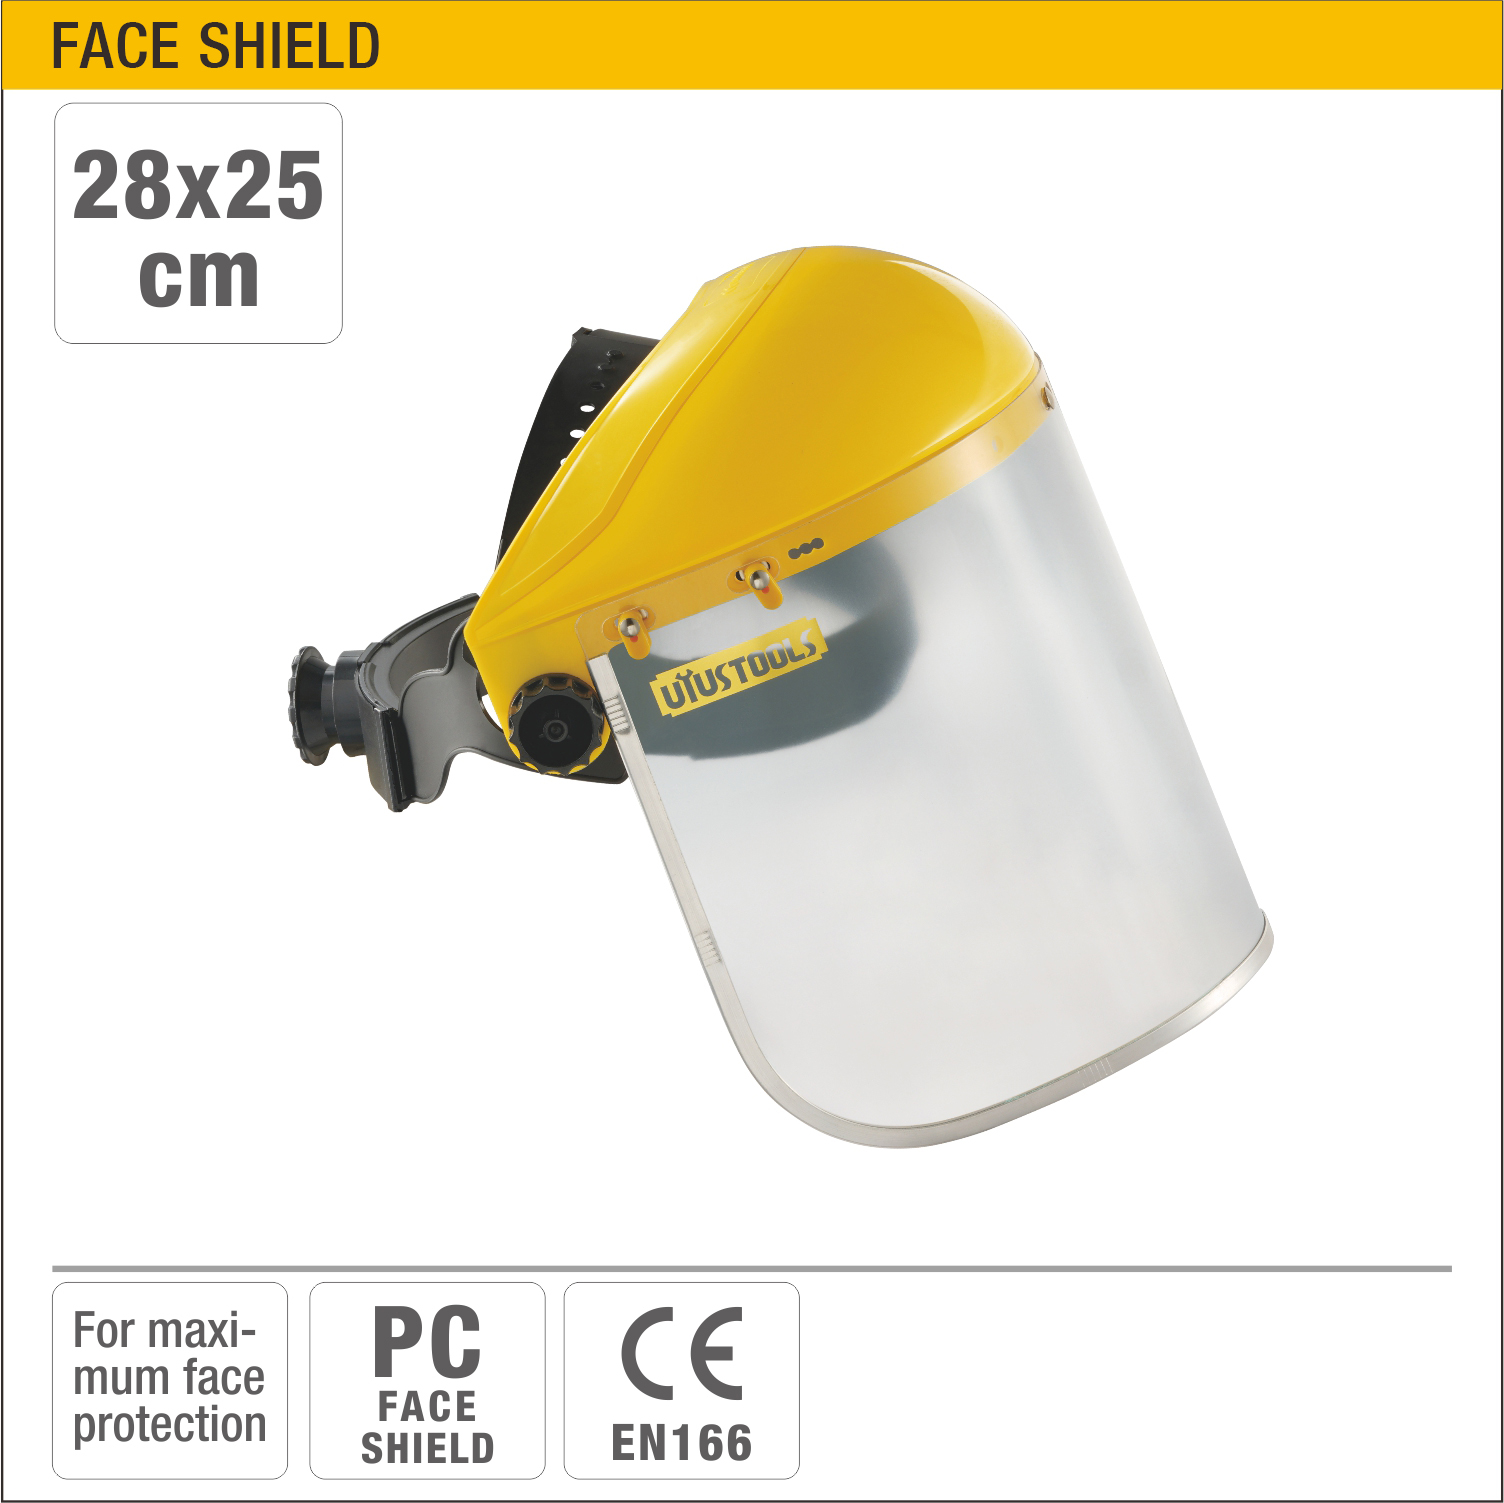 FACE SHIELD
28x25
cm
UYUSTOOLS
For maxi-
mum face
protection
PC
FACE
SHIELD
CE
EN166